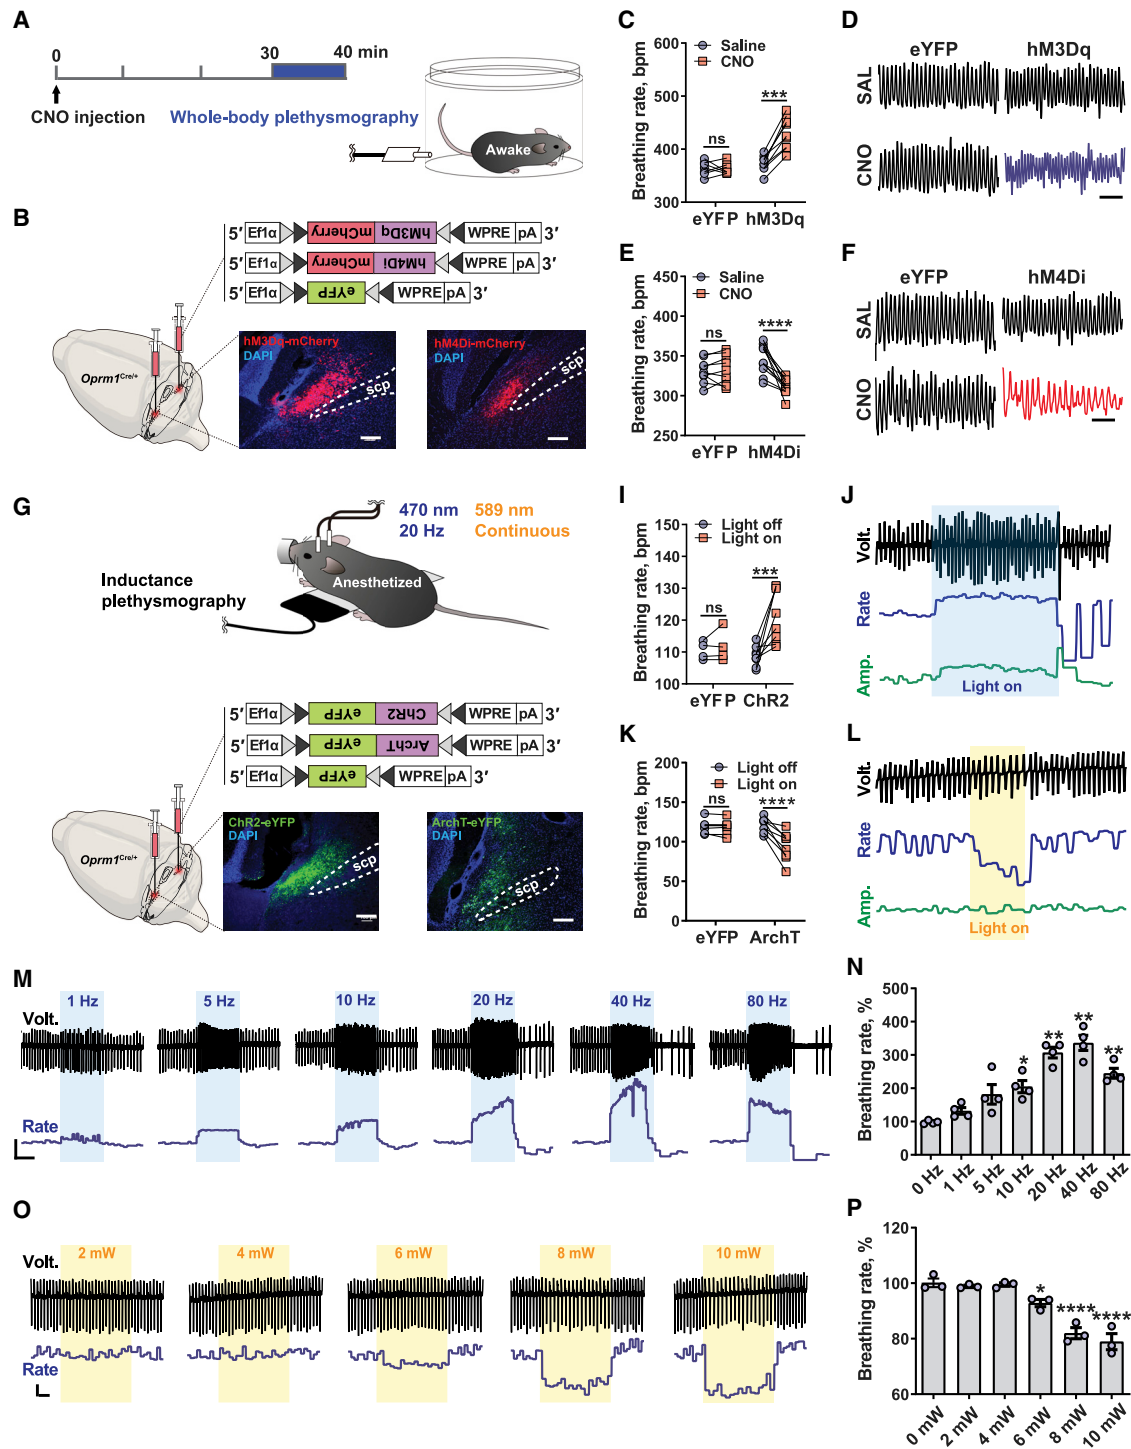 A
0
30
40 min
CNO injection
Whole-body plethysmography
Awake
B
5′ Ef1α mCherry hM3Dq WPRE pA 3′
5′ Ef1α mCherry hM4Di WPRE pA 3′
5′ Ef1α eYFP WPRE pA 3′
Oprm1Cre/+
hM3Dq-mCherry
DAPI
scp
hM4Di-mCherry
DAPI
scp
C
Breathing rate, bpm
600
500
400
300
Saline
CNO
ns
***
eYFP hM3Dq
D
eYFP hM3Dq
SAL
CNO
E
Breathing rate, bpm
450
400
350
300
250
Saline
CNO
ns
****
eYFP hM4Di
F
eYFP hM4Di
SAL
CNO
G
470 nm
20 Hz
589 nm
Continuous
Inductance
plethysmography
Anesthetized
5′ Ef1α eYFP ChR2 WPRE pA 3′
5′ Ef1α eYFP ArchT WPRE pA 3′
5′ Ef1α eYFP WPRE pA 3′
Oprm1Cre/+
ChR2-eYFP
DAPI
scp
ArchT-eYFP
DAPI
scp
I
Breathing rate, bpm
150
140
130
120
110
100
Light off
Light on
ns
***
eYFP ChR2
J
Volt.
Rate
Amp.
Light on
K
Breathing rate, bpm
200
150
100
50
0
Light off
Light on
ns
****
eYFP ArchT
L
Volt.
Rate
Amp.
Light on
M
1 Hz
5 Hz
10 Hz
20 Hz
40 Hz
80 Hz
Volt.
Rate
N
Breathing rate, %
500
400
300
200
100
0
*
**
**
**
0 Hz
1 Hz
5 Hz
10 Hz
20 Hz
40 Hz
80 Hz
O
2 mW
4 mW
6 mW
8 mW
10 mW
Volt.
Rate
P
Breathing rate, %
120
100
80
60
*
****
****
0 mW
2 mW
4 mW
6 mW
8 mW
10 mW